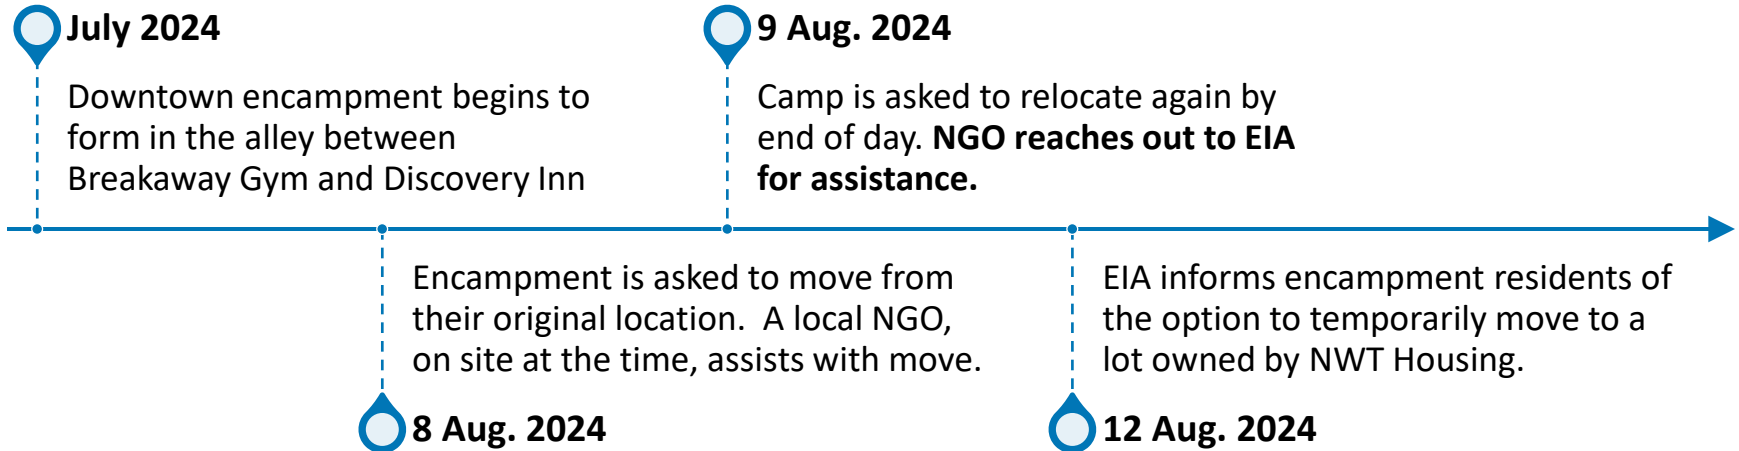 July 2024
Downtown encampment begins to
form in the alley between
Breakaway Gym and Discovery Inn
9 Aug. 2024
Camp is asked to relocate again by
end of day. NGO reaches out to EIA
for assistance.
Encampment is asked to move from
their original location.  A local NGO,
on site at the time, assists with move.
8 Aug. 2024
EIA informs encampment residents of
the option to temporarily move to a
lot owned by NWT Housing.
12 Aug. 2024